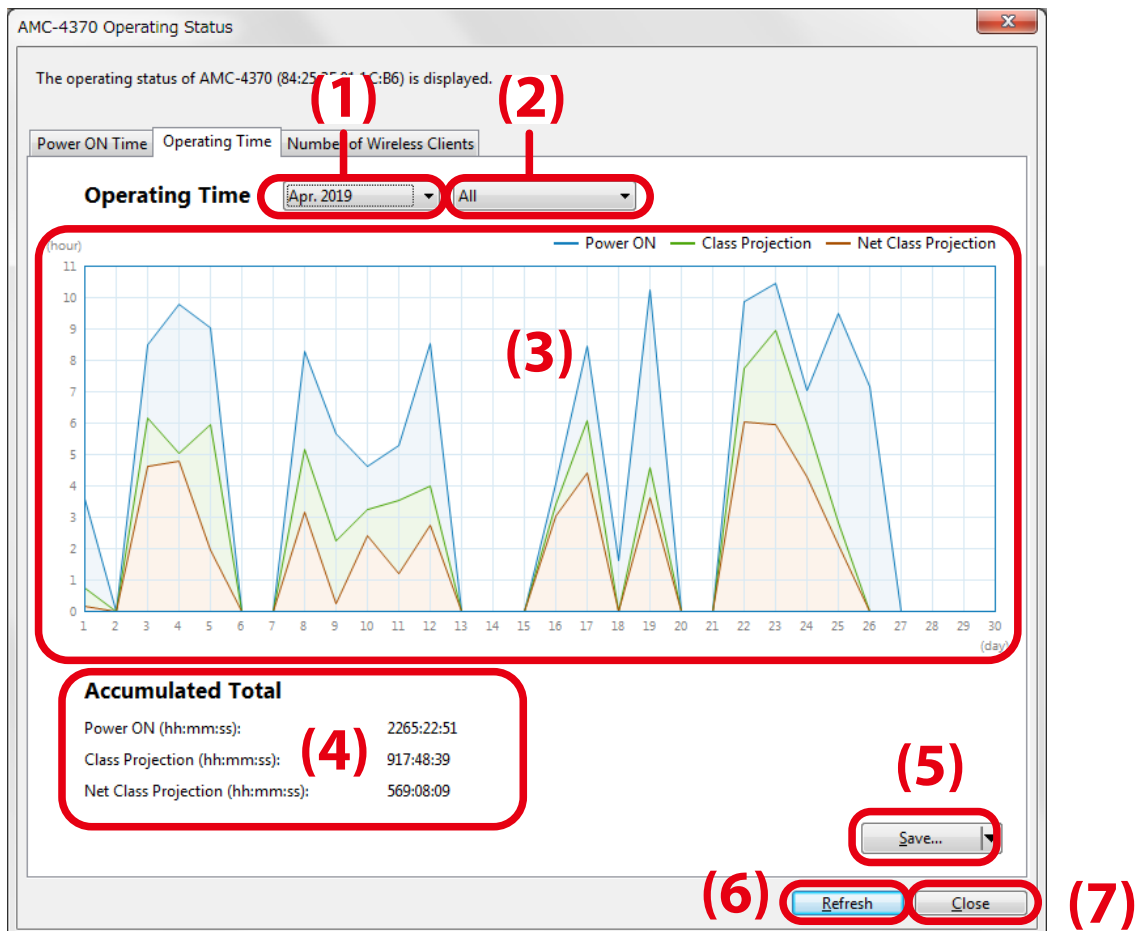 AMC-4370 Operating Status
The operating status of AMC-4370 (84:25: C:B6) is displayed.
(1)
(2)
Power ON Time Operating Time Number of Wireless Clients
Operating Time Apr. 2019 All
(hour)
Power ON Class Projection Net Class Projection
11
10
9
8
7
6
5
4
3
2
1
0
(3)
1 2 3 4 5 6 7 8 9 10 11 12 13 14 15 16 17 18 19 20 21 22 23 24 25 26 27 28 29 30
(day)
Accumulated Total
Power ON (hh:mm:ss): 2265:22:51
Class Projection (hh:mm:ss): 917:48:39
Net Class Projection (hh:mm:ss): 569:08:09
(4)
(5)
Save...
(6)
Refresh Close
(7)